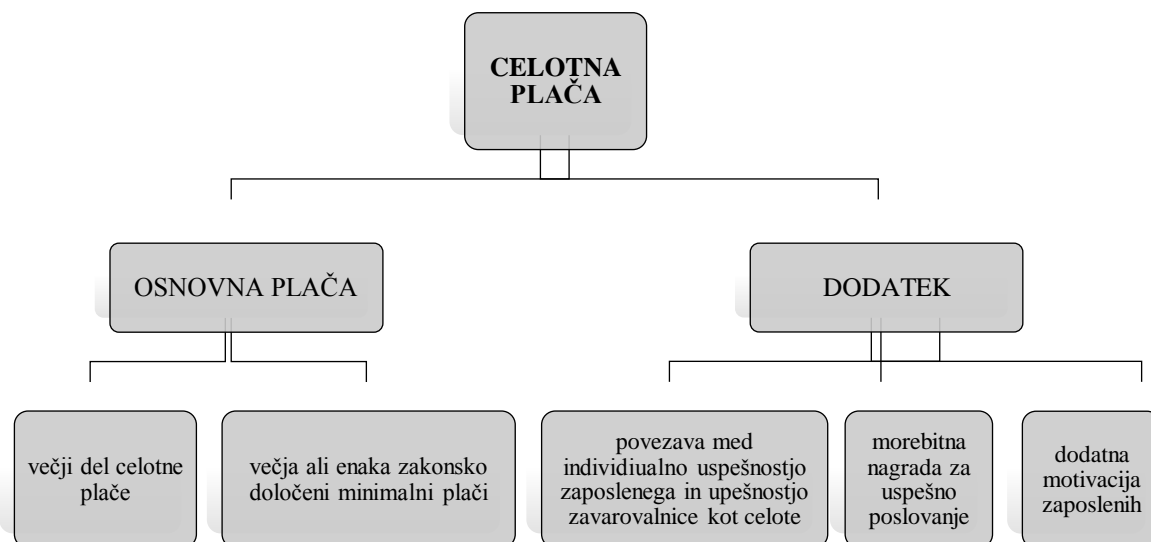 CELOTNA
PLAČA
OSNOVNA PLAČA
DODATEK
večji del celotne
plače
večja ali enaka zakonsko
določeni minimalni plači
povezava med
individiualno uspešnostjo
zaposlenega in upešnostjo
zavarovalnice kot celote
morebitna
nagrada za
uspešno
poslovanje
dodatna
motivacija
zaposlenih